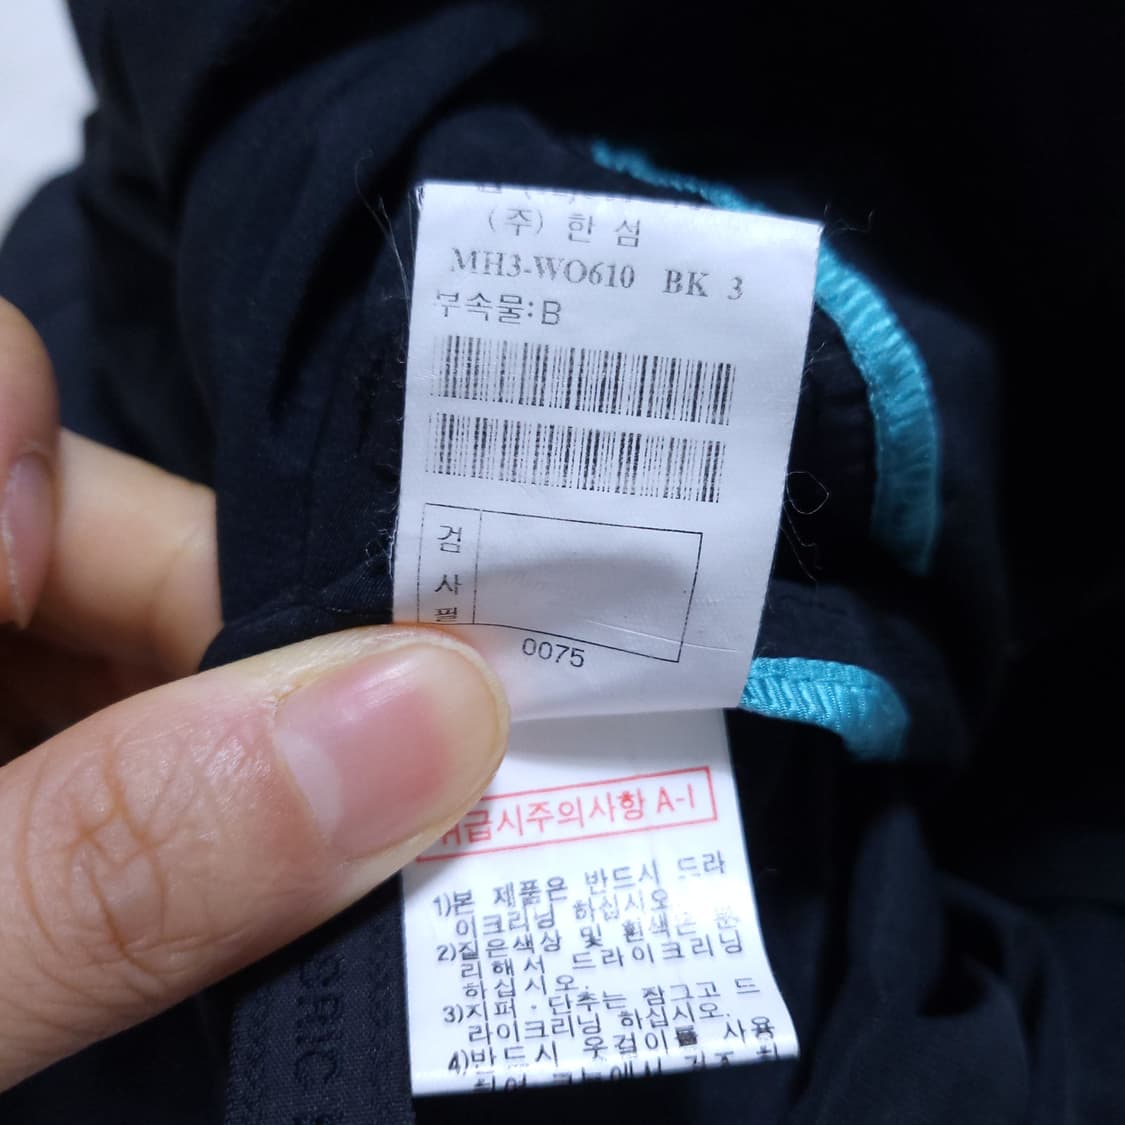 (주) 한 섬
MH3-WO610 BK 3
부속물: B
검
사
필
0075
급시주의사항 A-1
1)본 제품은 반드시 드라
이크리닝 하십시오
2)짙은색상 및 흰색은 분
리해서 드라이크리닝
하십시오.
3)지퍼 · 단추는 잠그고 드
라이크리닝 하십시오.
4)반드시 옷걸이를 사용